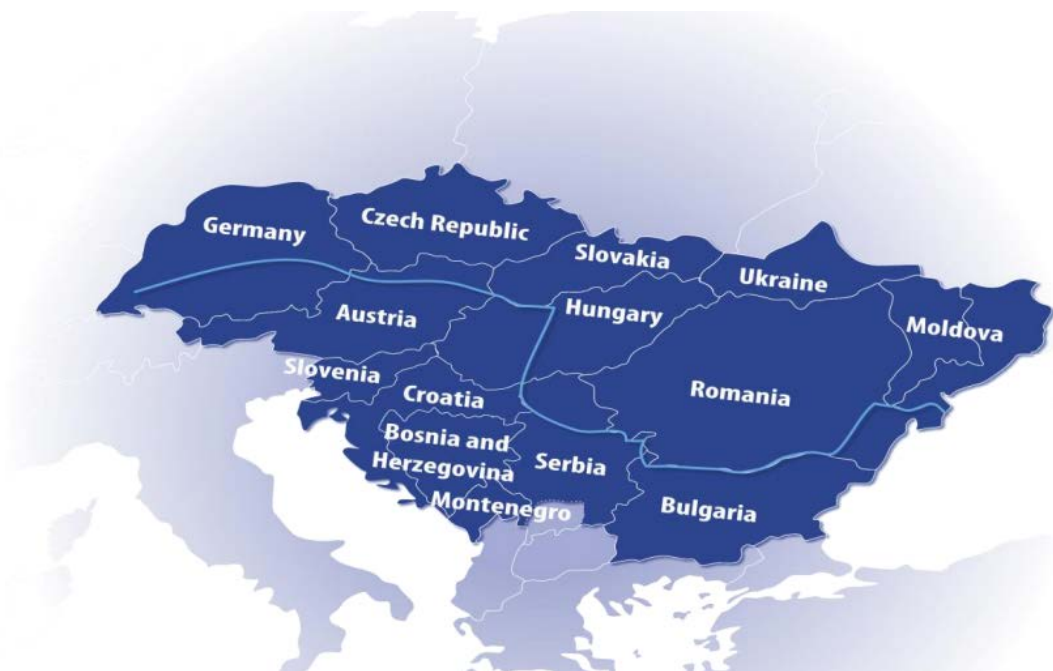 Germany
Czech Republic
Slovakia
Ukraine
Austria
Hungary
Moldova
Slovenia
Croatia
Romania
Bosnia and
Herzegovina
Serbia
Montenegro
Bulgaria